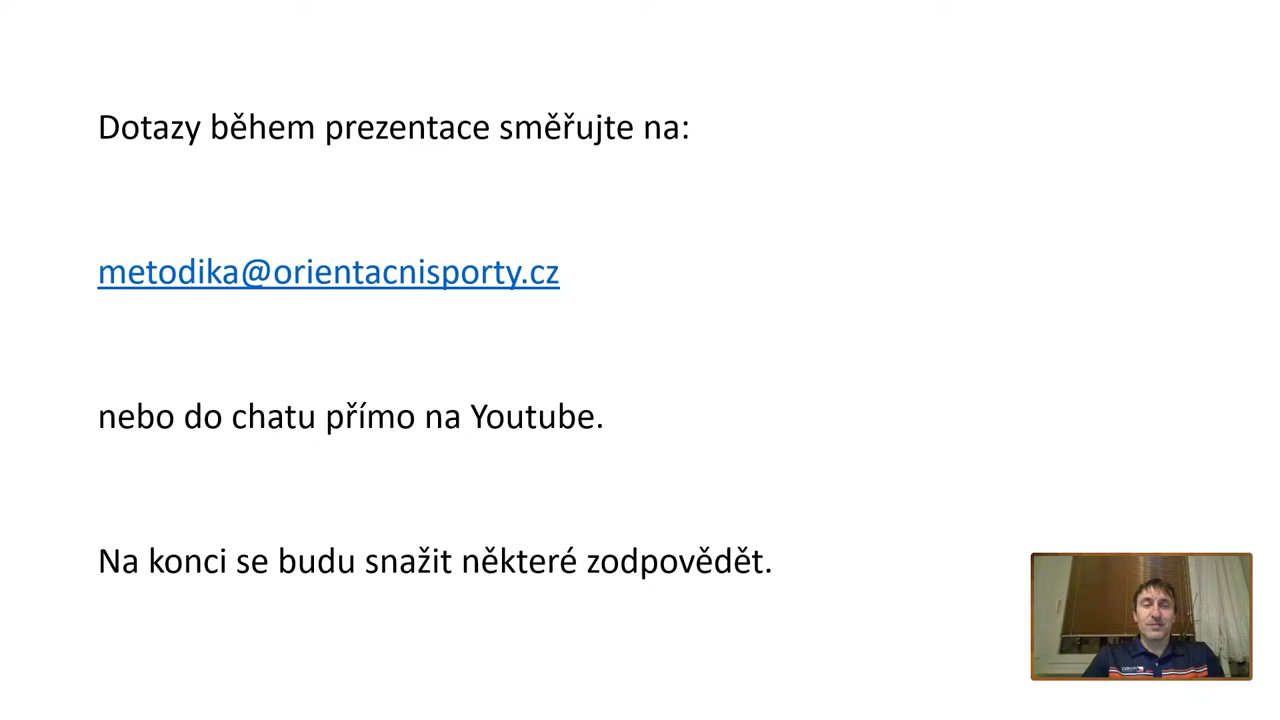 Dotazy během prezentace směřujte na:
metodika@orientacnisporty.cz
nebo do chatu přímo na Youtube.
Na konci se budu snažit některé zodpovědět.